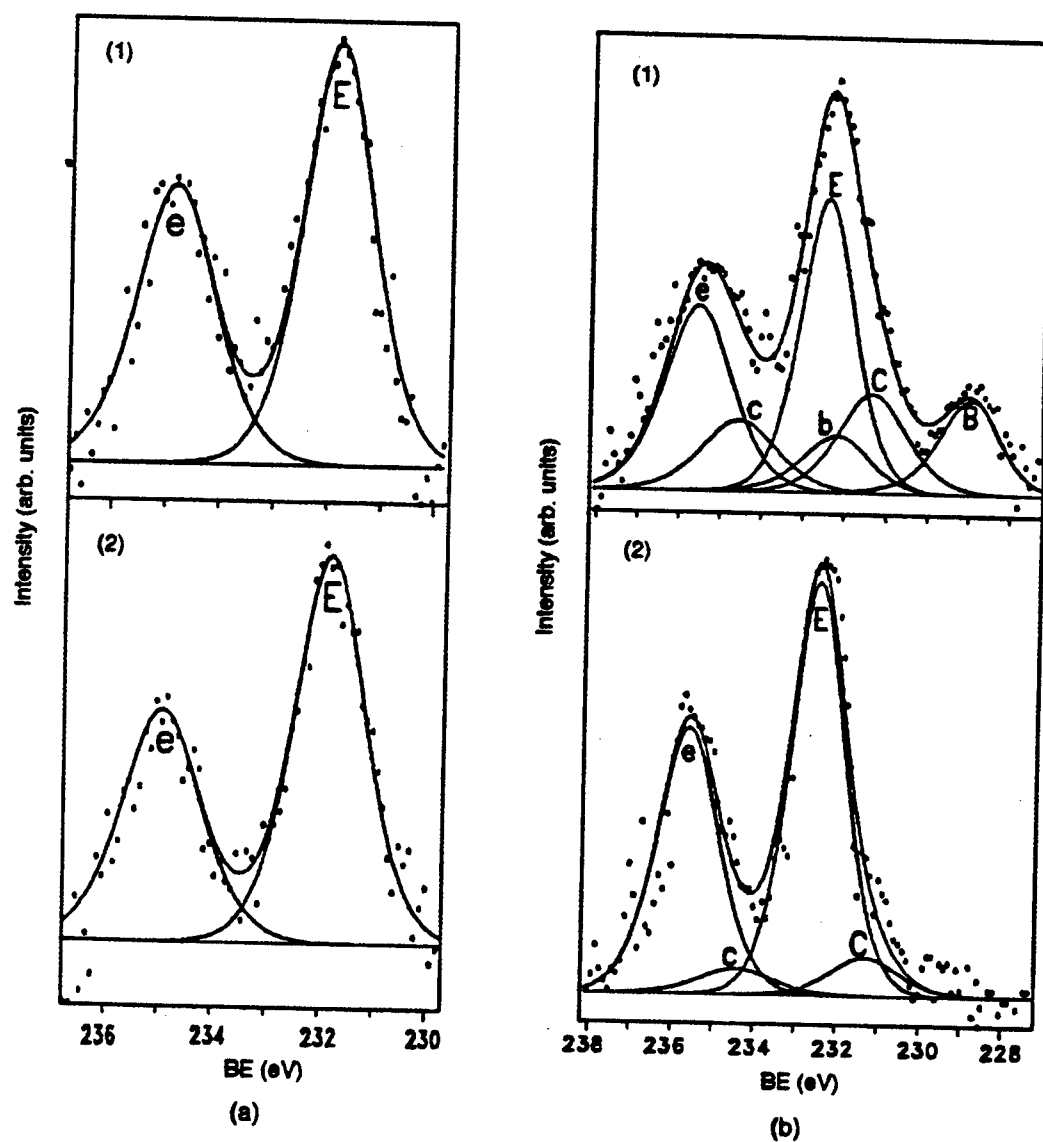 (1)
E
e
(2)
E
e
Intensity (arb. units)
236 234 232 230
BE (eV)
(a)
(1)
E
e
C
C
b
B
(2)
E
e
C
C
Intensity (arb. units)
238 236 234 232 230 228
BE (eV)
(b)